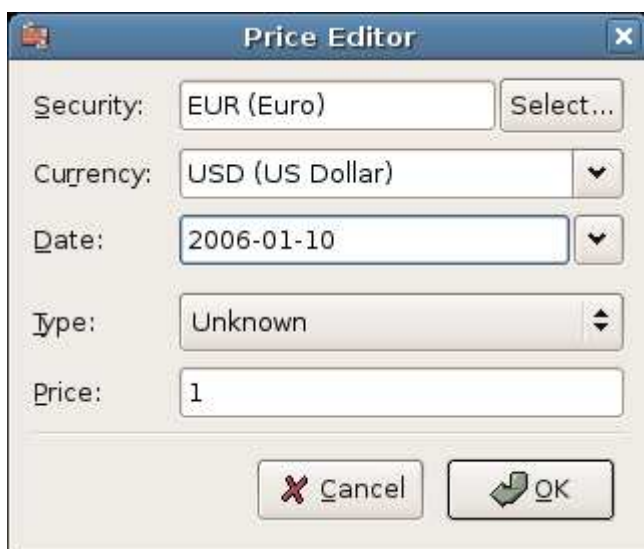 Price Editor
Security: EUR (Euro) Select...
Currency: USD (US Dollar)
Date: 2006-01-10
Type: Unknown
Price: 1
Cancel OK